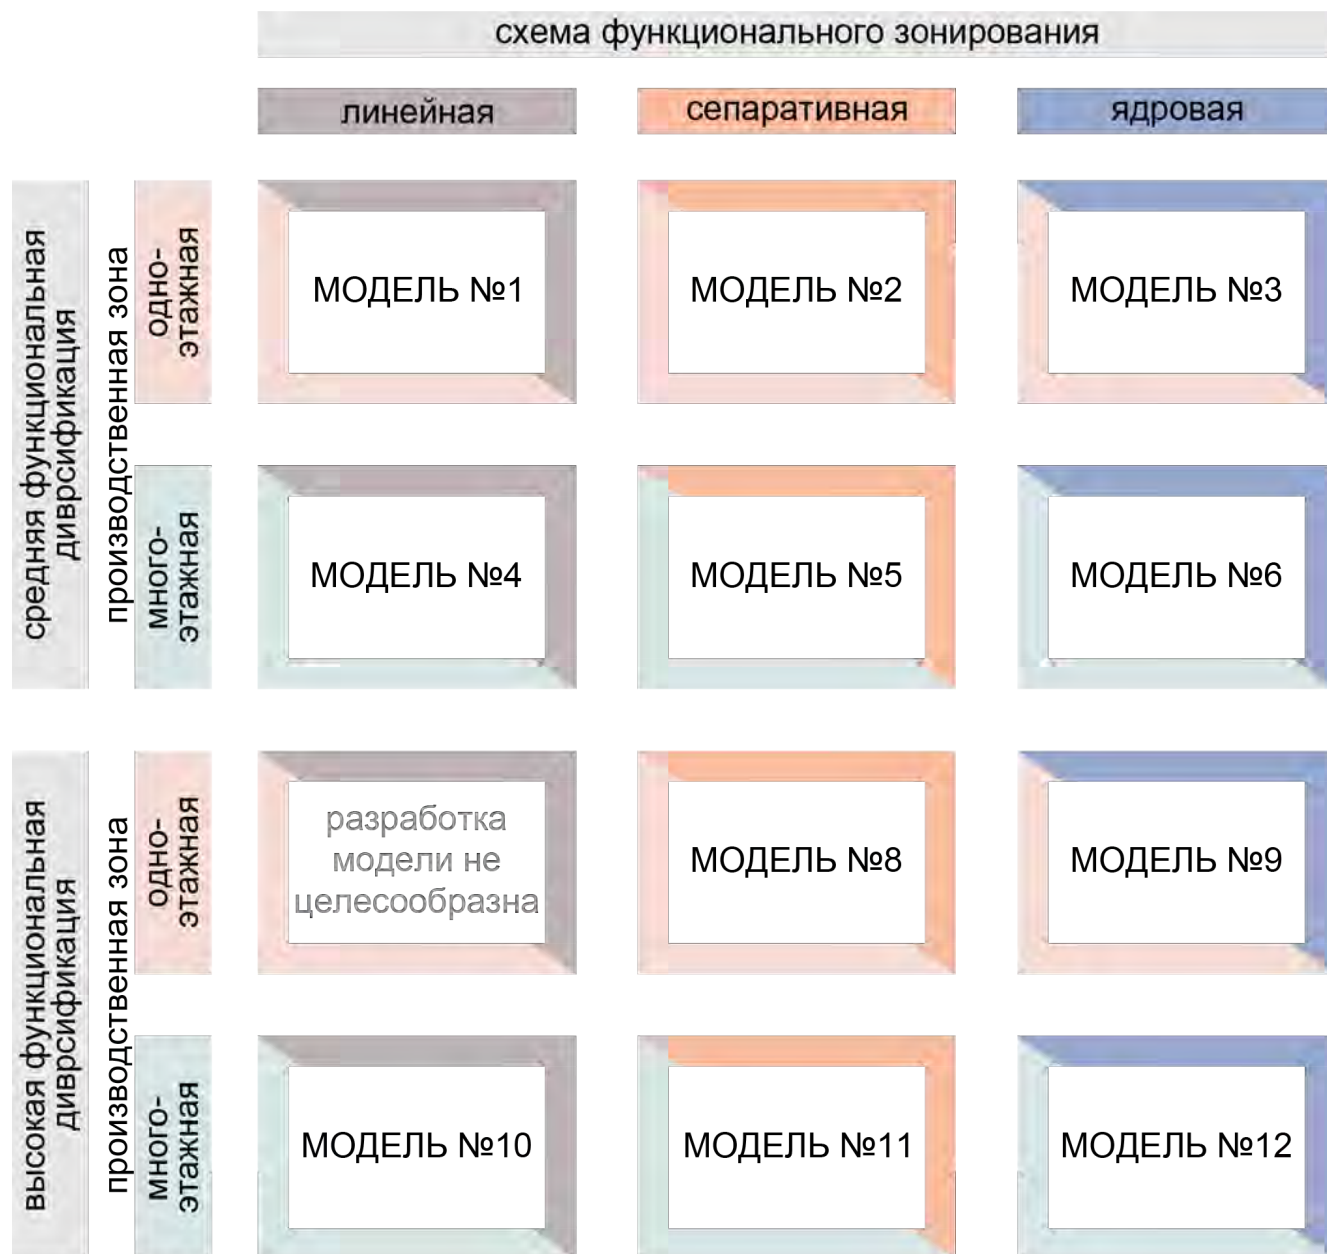 схема функционального зонирования
линейная
сепаративная
ядровая
средняя функциональная
диврсификация
производственная зона
одно-
этажная
МОДЕЛЬ №1
МОДЕЛЬ №2
МОДЕЛЬ №3
много-
этажная
МОДЕЛЬ №4
МОДЕЛЬ №5
МОДЕЛЬ №6
высокая функциональная
диврсификация
производственная зона
одно-
этажная
разработка
модели не
целесообразна
МОДЕЛЬ №8
МОДЕЛЬ №9
много-
этажная
МОДЕЛЬ №10
МОДЕЛЬ №11
МОДЕЛЬ №12